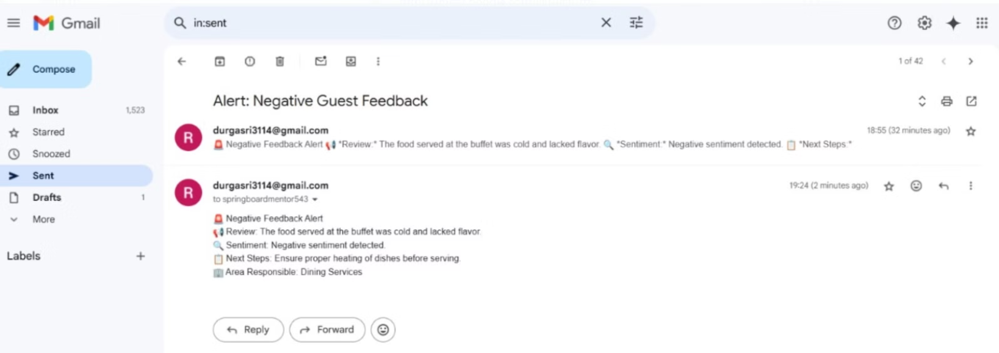 Gmail
in:sent
Compose
Inbox 1,523
Starred
Snoozed
Sent
Drafts 1
More
Labels
1 of 42
Alert: Negative Guest Feedback
R
durgasri3114@gmail.com 18:55 (32 minutes ago)
🚨 Negative Feedback Alert 📢 *Review:* The food served at the buffet was cold and lacked flavor. 🔍 *Sentiment:* Negative sentiment detected. 📋 *Next Steps:*
R
durgasri3114@gmail.com 19:24 (2 minutes ago)
to springboardmentor543
🚨 Negative Feedback Alert
📢 Review: The food served at the buffet was cold and lacked flavor.
🔍 Sentiment: Negative sentiment detected.
📋 Next Steps: Ensure proper heating of dishes before serving.
🏢 Area Responsible: Dining Services
Reply Forward